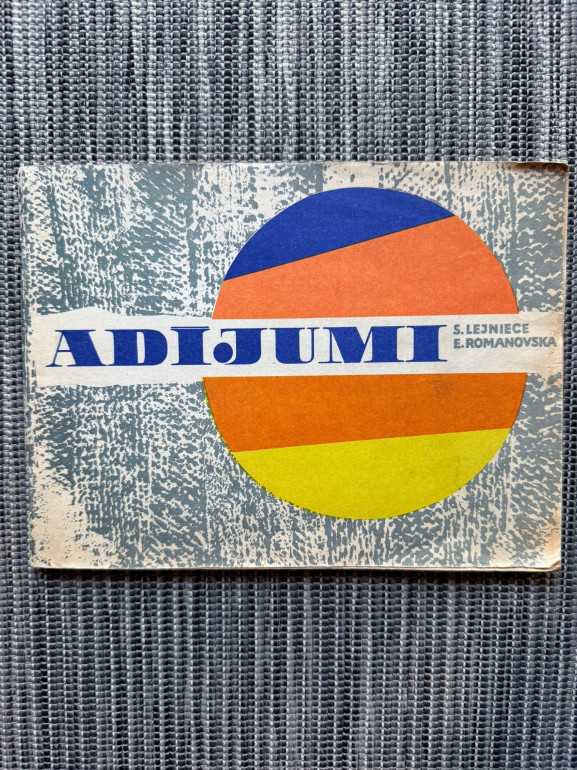 ADIJUMI
S. LEJNIECE
E. ROMANOVSKA